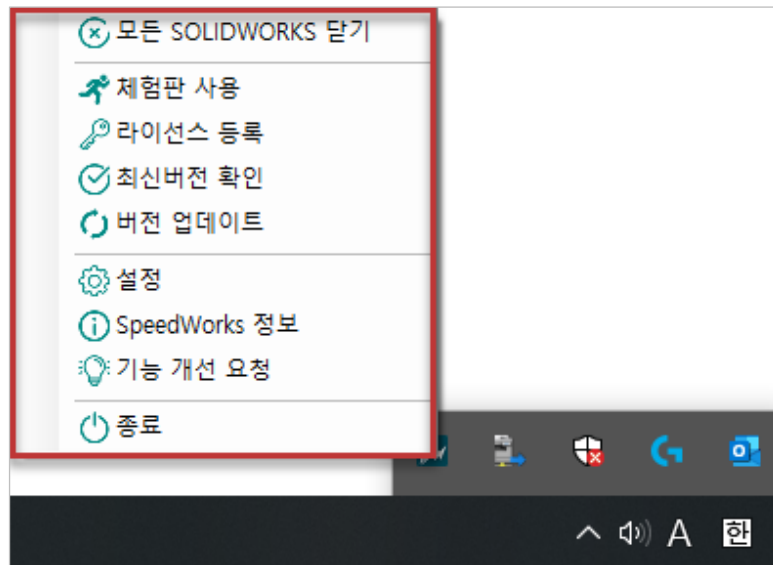 모든 SOLIDWORKS 닫기
체험판 사용
라이선스 등록
최신버전 확인
버전 업데이트
설정
SpeedWorks 정보
기능 개선 요청
종료
A 한